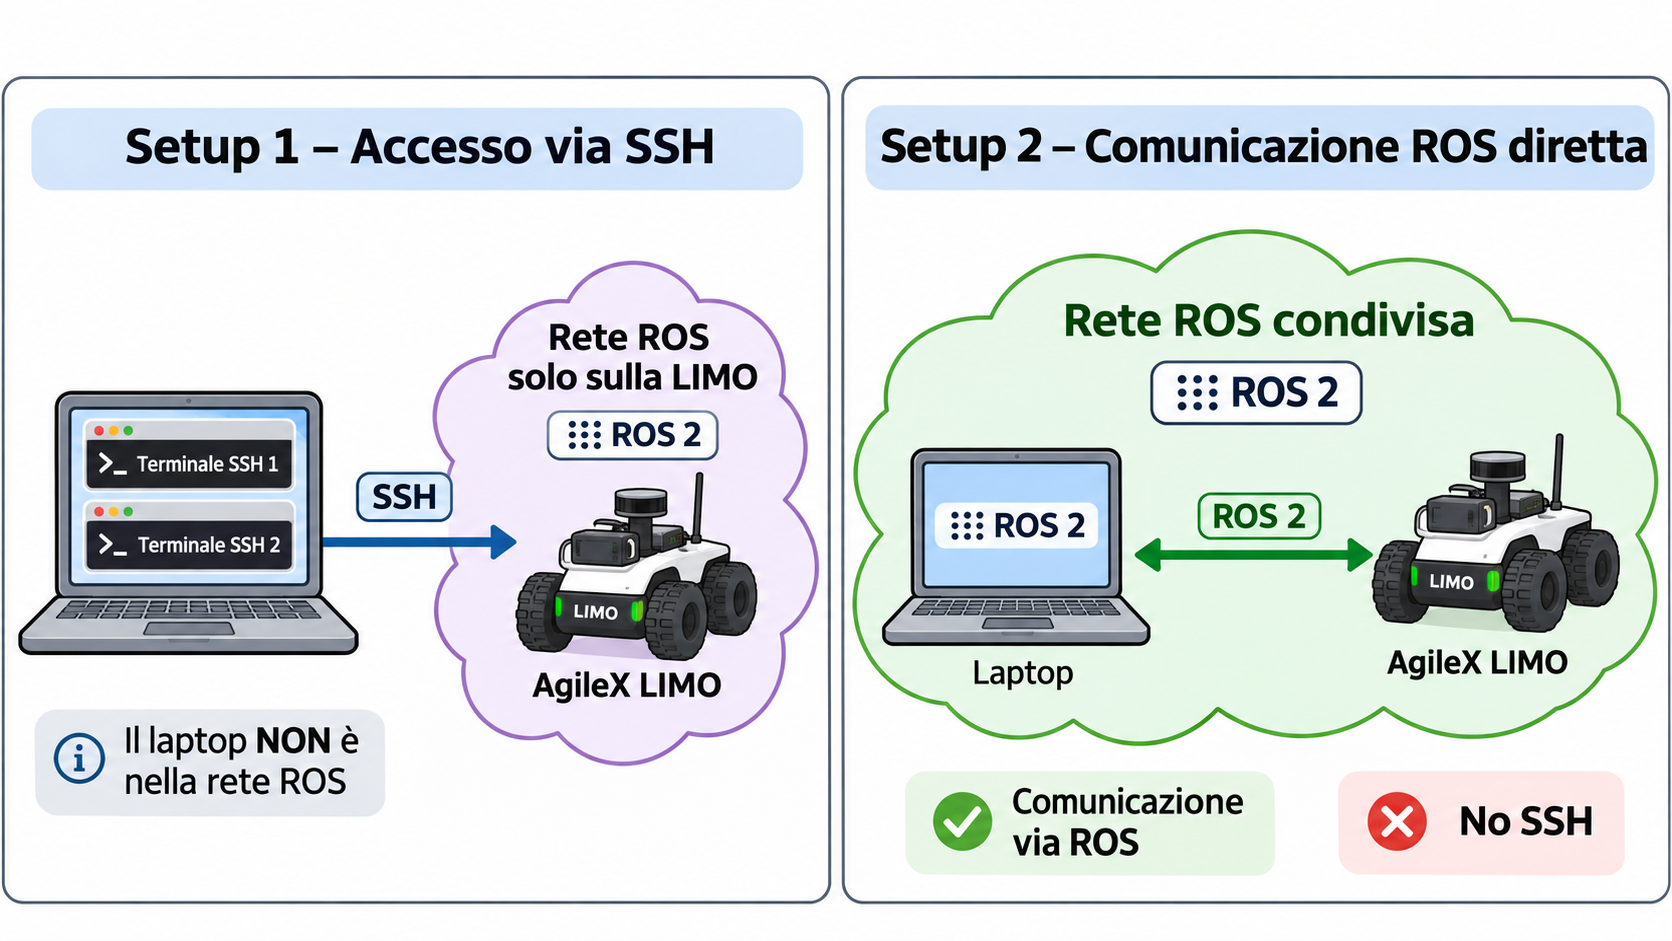 Setup 1 – Accesso via SSH
Rete ROS
solo sulla LIMO
ROS 2
>_ Terminale SSH 1
>_ Terminale SSH 2
SSH
LIMO
AgileX LIMO
Il laptop NON è
nella rete ROS
Setup 2 – Comunicazione ROS diretta
Rete ROS condivisa
ROS 2
ROS 2
ROS 2
LIMO
Laptop
AgileX LIMO
Comunicazione
via ROS
No SSH